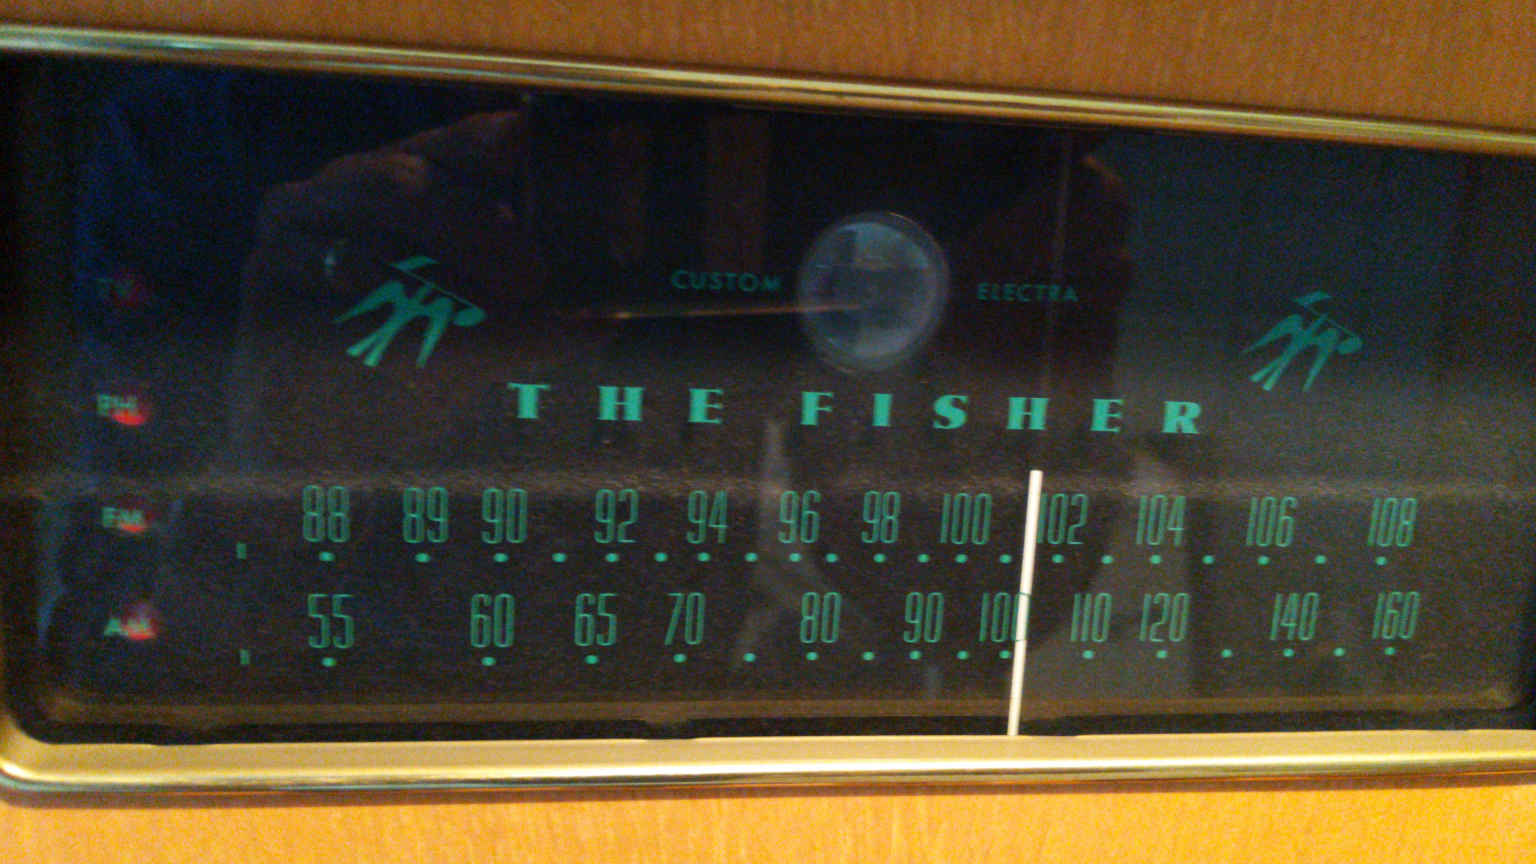 CUSTOM ELECTRA
THE FISHER
FM 88 89 90 92 94 96 98 100 102 104 106 108
AM 55 60 65 70 80 90 100 110 120 140 160